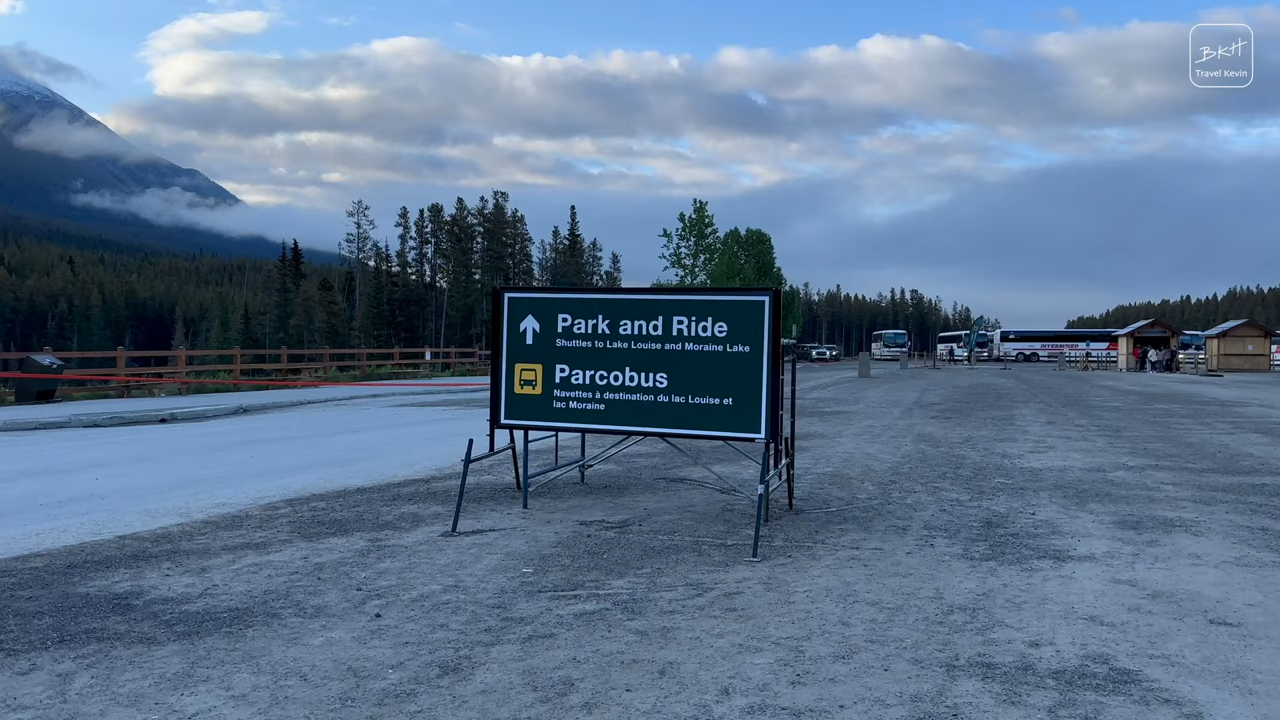 BKH
Travel Kevin
Park and Ride
Shuttles to Lake Louise and Moraine Lake
Parcobus
Navettes à destination du lac Louise et
lac Moraine
DIVERSIFIED